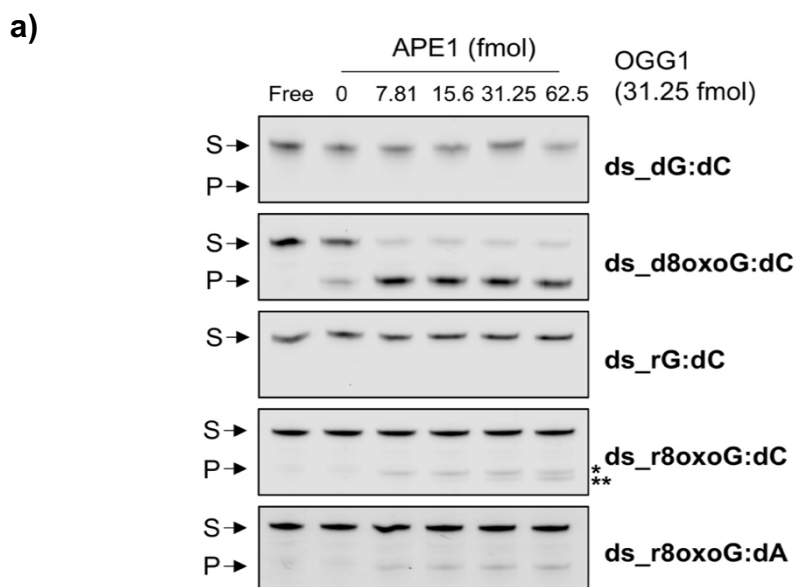 a)
APE1 (fmol)
OGG1
(31.25 fmol)
Free 0 7.81 15.6 31.25 62.5
S
P
ds_dG:dC
S
P
ds_d8oxoG:dC
S
ds_rG:dC
S
P
*
**
ds_r8oxoG:dC
S
P
ds_r8oxoG:dA